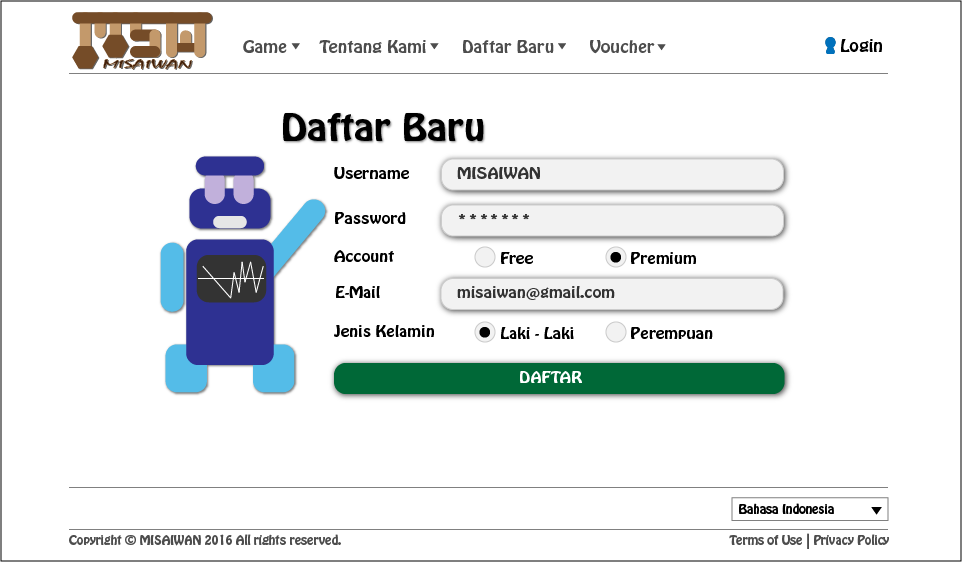 MSW
MISAIWAN
Game Tentang Kami Daftar Baru Voucher Login
Daftar Baru
Username MISAIWAN
Password *******
Account Free Premium
E-Mail misaiwan@gmail.com
Jenis Kelamin Laki - Laki Perempuan
DAFTAR
Bahasa Indonesia
Copyright © MISAIWAN 2016 All rights reserved. Terms of Use | Privacy Policy